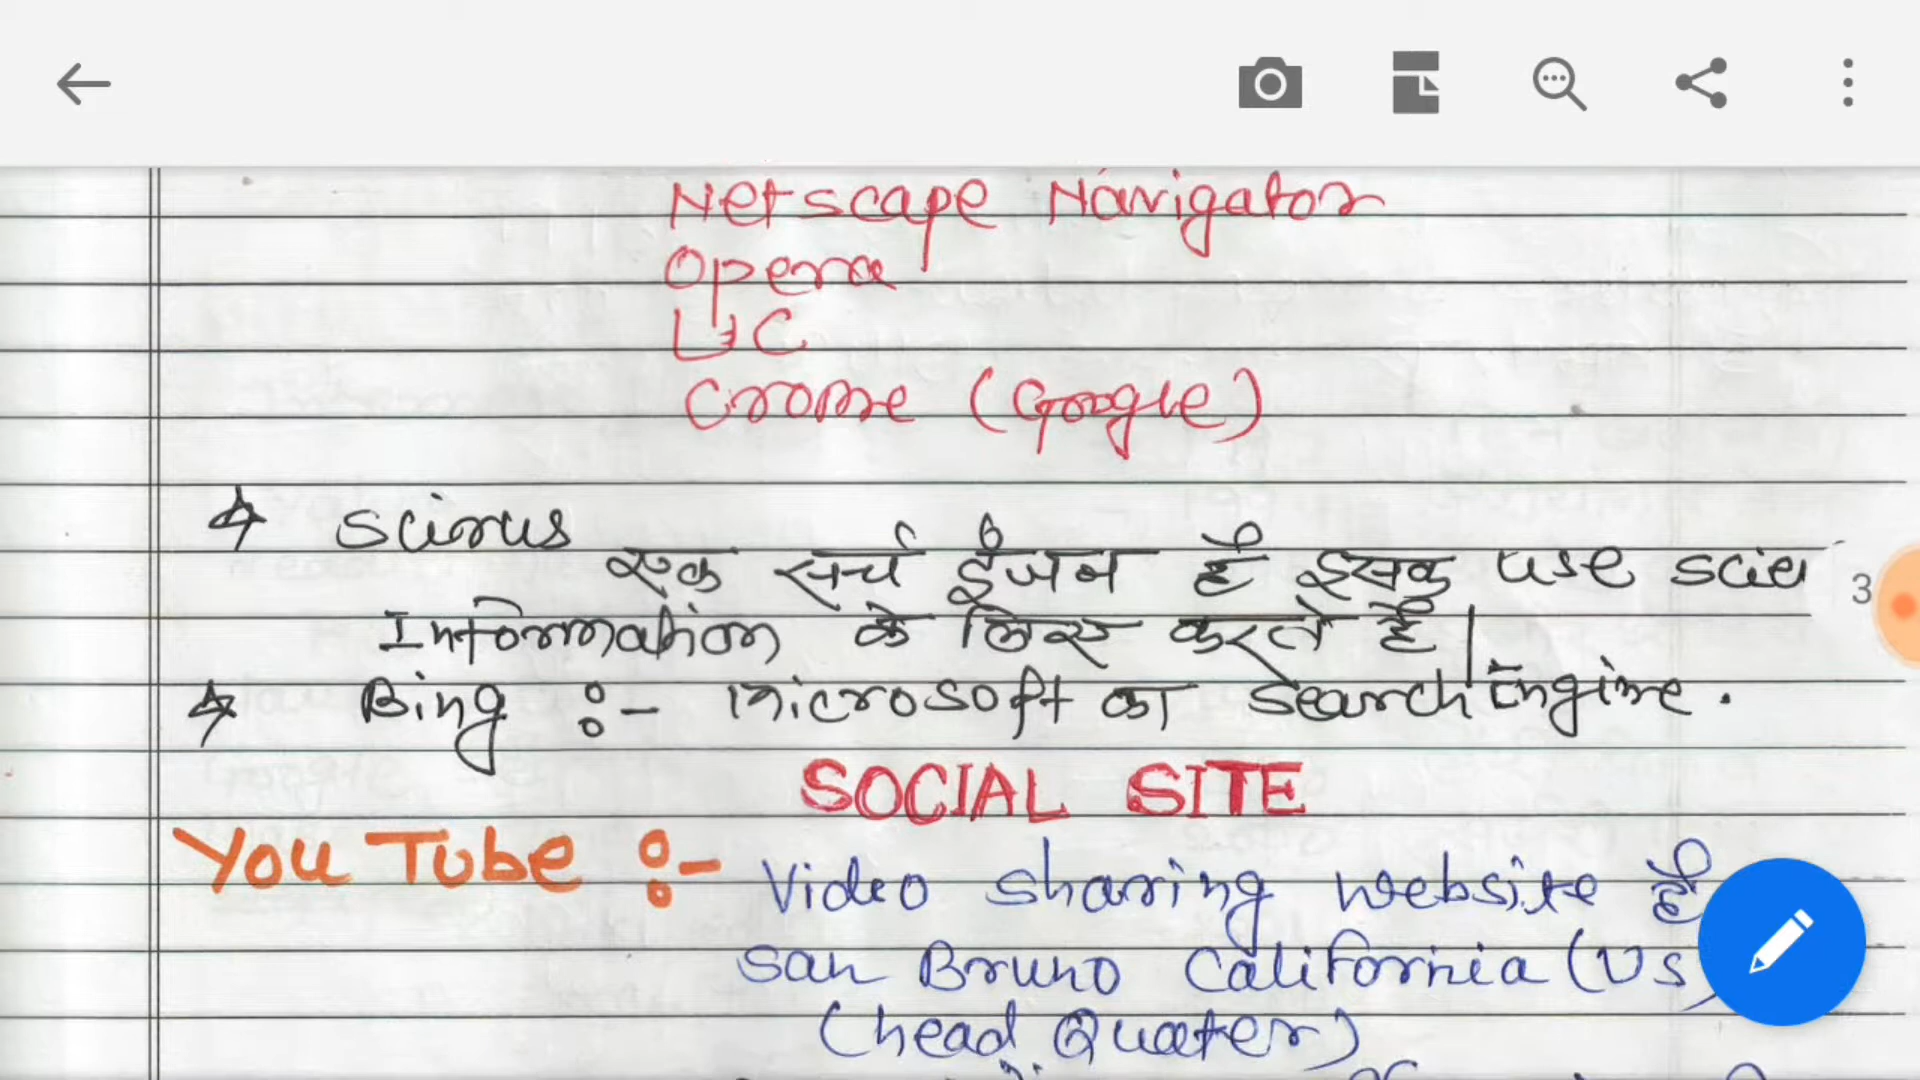 Netscape Navigator
Opera
UC
Crome (Google)
Scirus
एक सर्च ईंजन है इसक use scie
3
Information के लिए करते है।
Bing :- microsoft का Search Engine.
SOCIAL SITE
You Tube :-
Video sharing website है
San Bruno California (Us)
(head Quater)